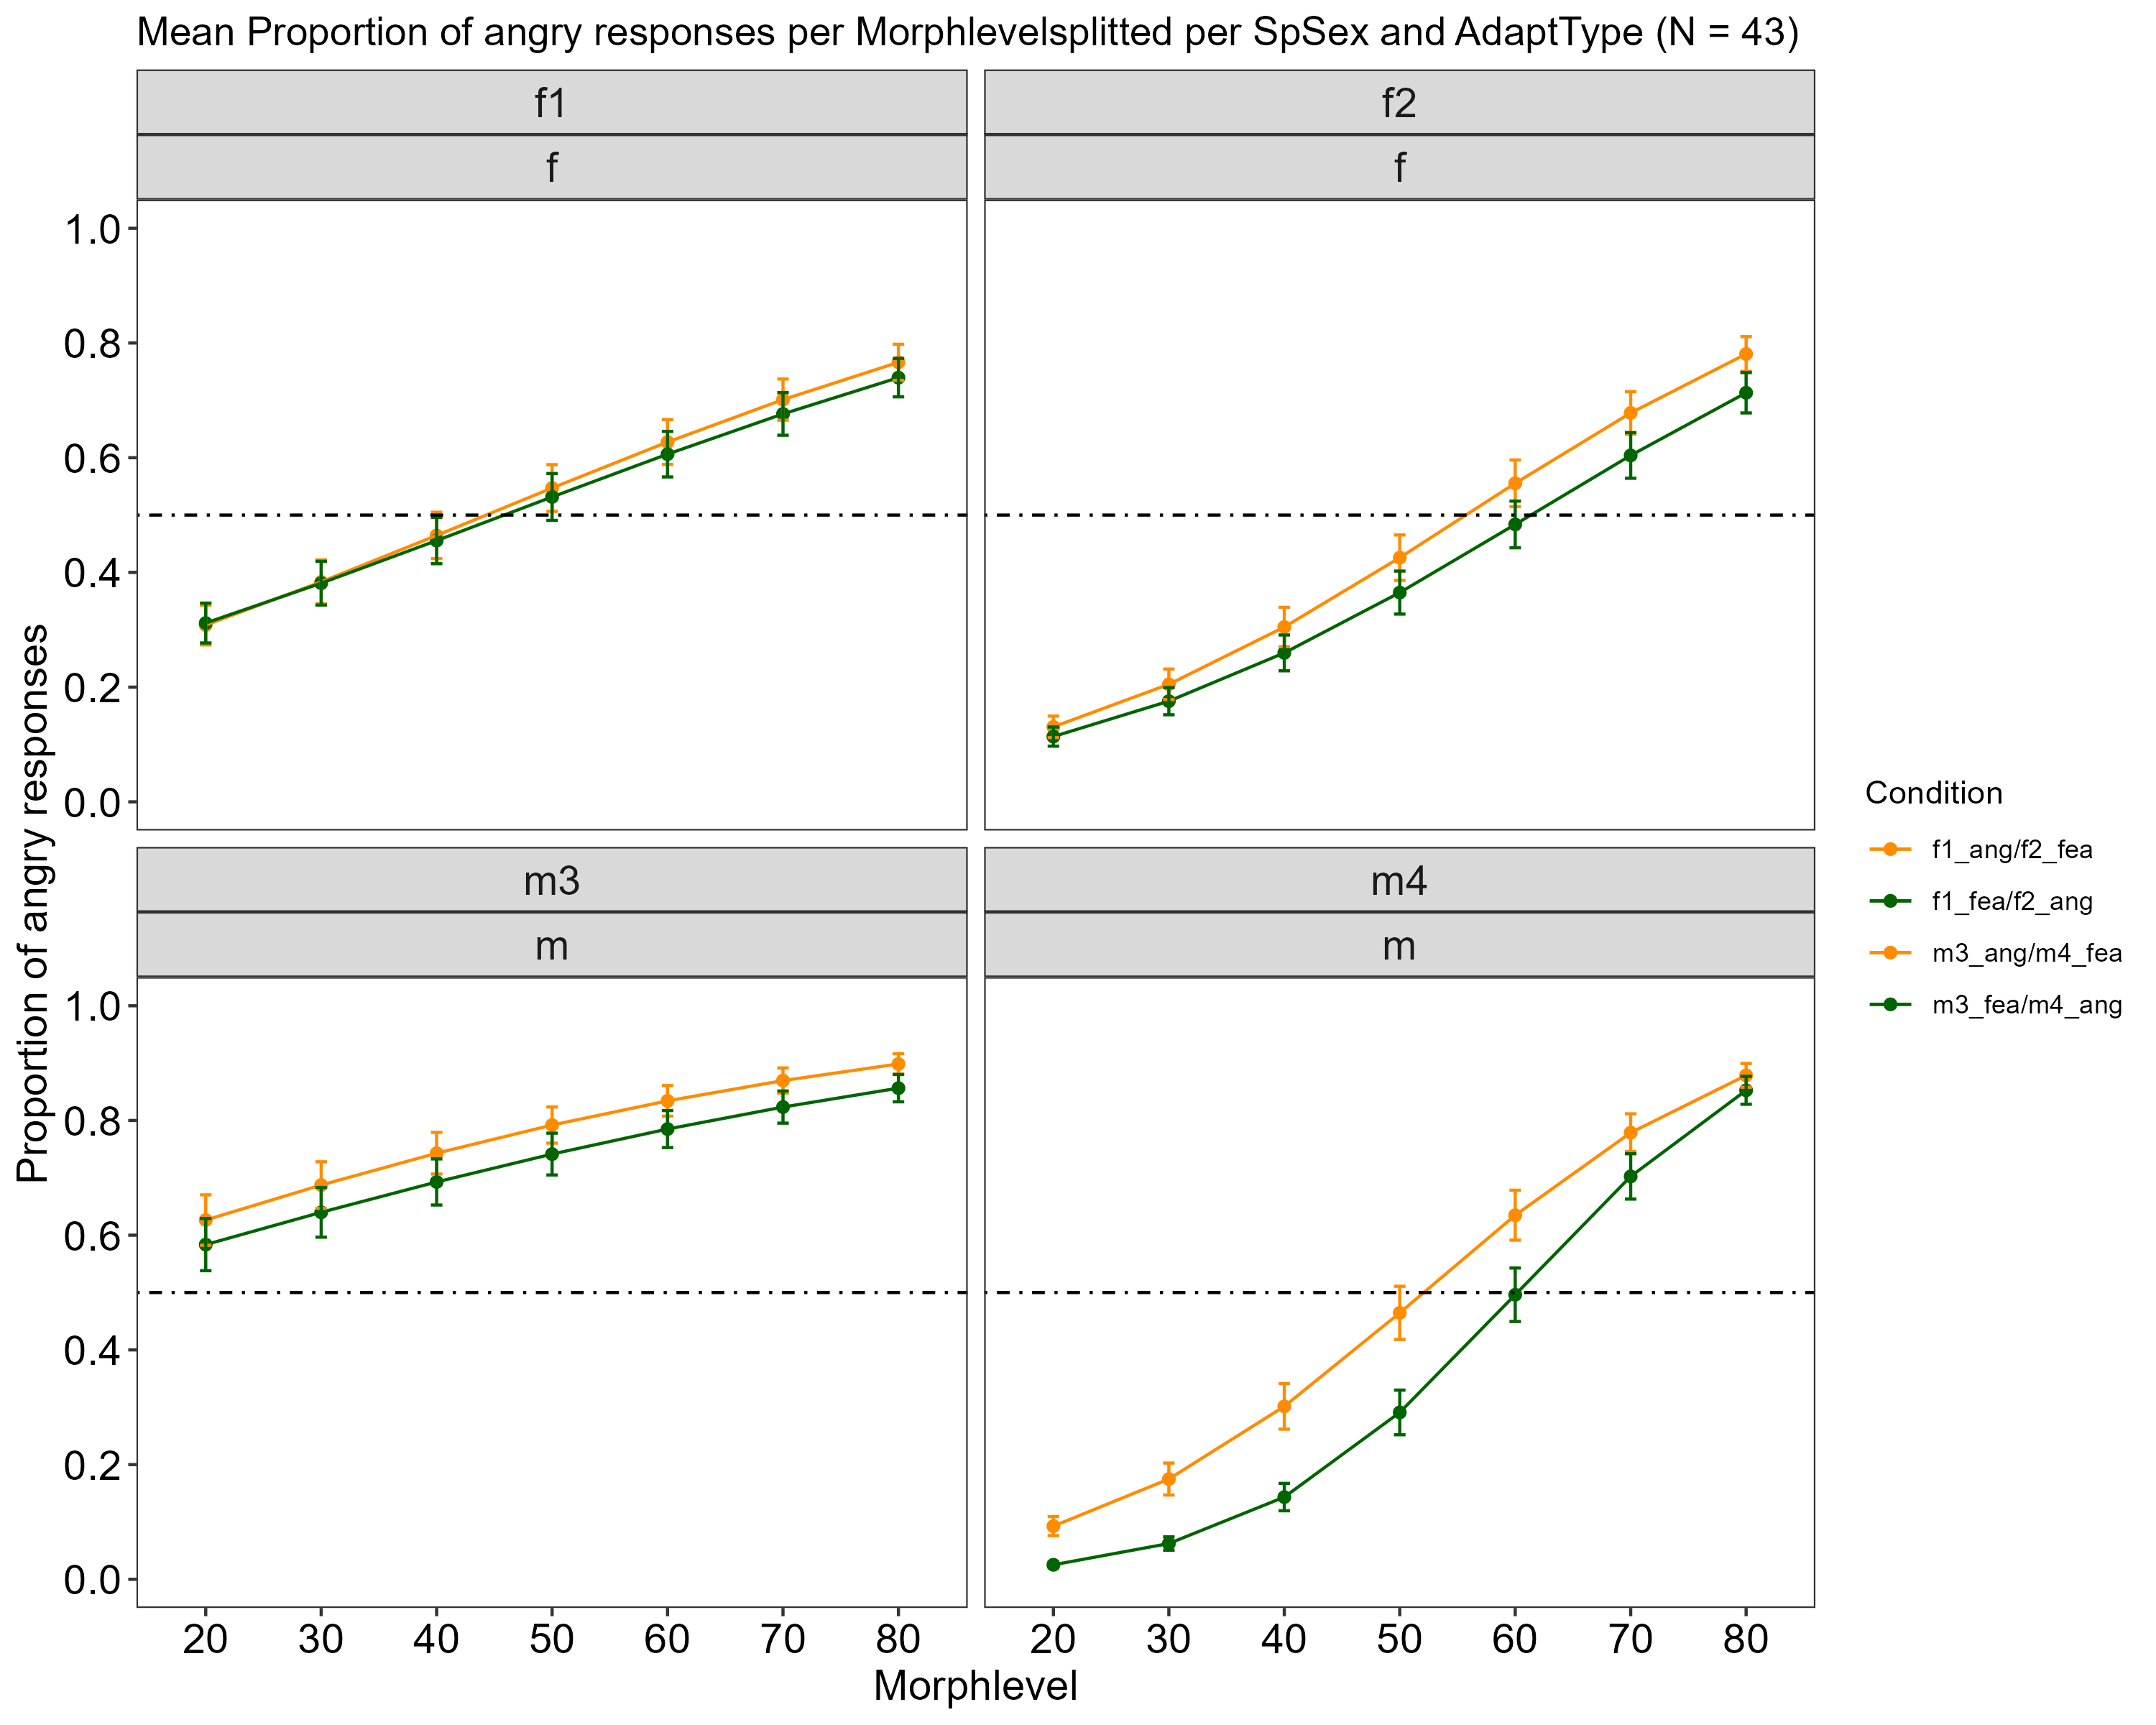 Mean Proportion of angry responses per Morphlevelsplitted per SpSex and AdaptType (N = 43)
f1
f
f2
f
1.0
0.8
0.6
0.4
0.2
0.0
m3
m
m4
m
1.0
0.8
0.6
0.4
0.2
0.0
20 30 40 50 60 70 80
20 30 40 50 60 70 80
Morphlevel
Proportion of angry responses
Condition
f1_ang/f2_fea
f1_fea/f2_ang
m3_ang/m4_fea
m3_fea/m4_ang